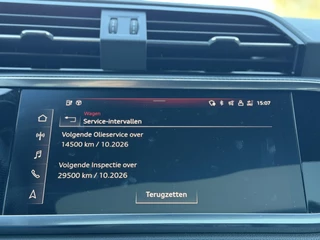 15:07
Wagen
Service-intervallen
Volgende Olieservice over
14500 km / 10.2026
Volgende Inspectie over
29500 km / 10.2026
Terugzetten